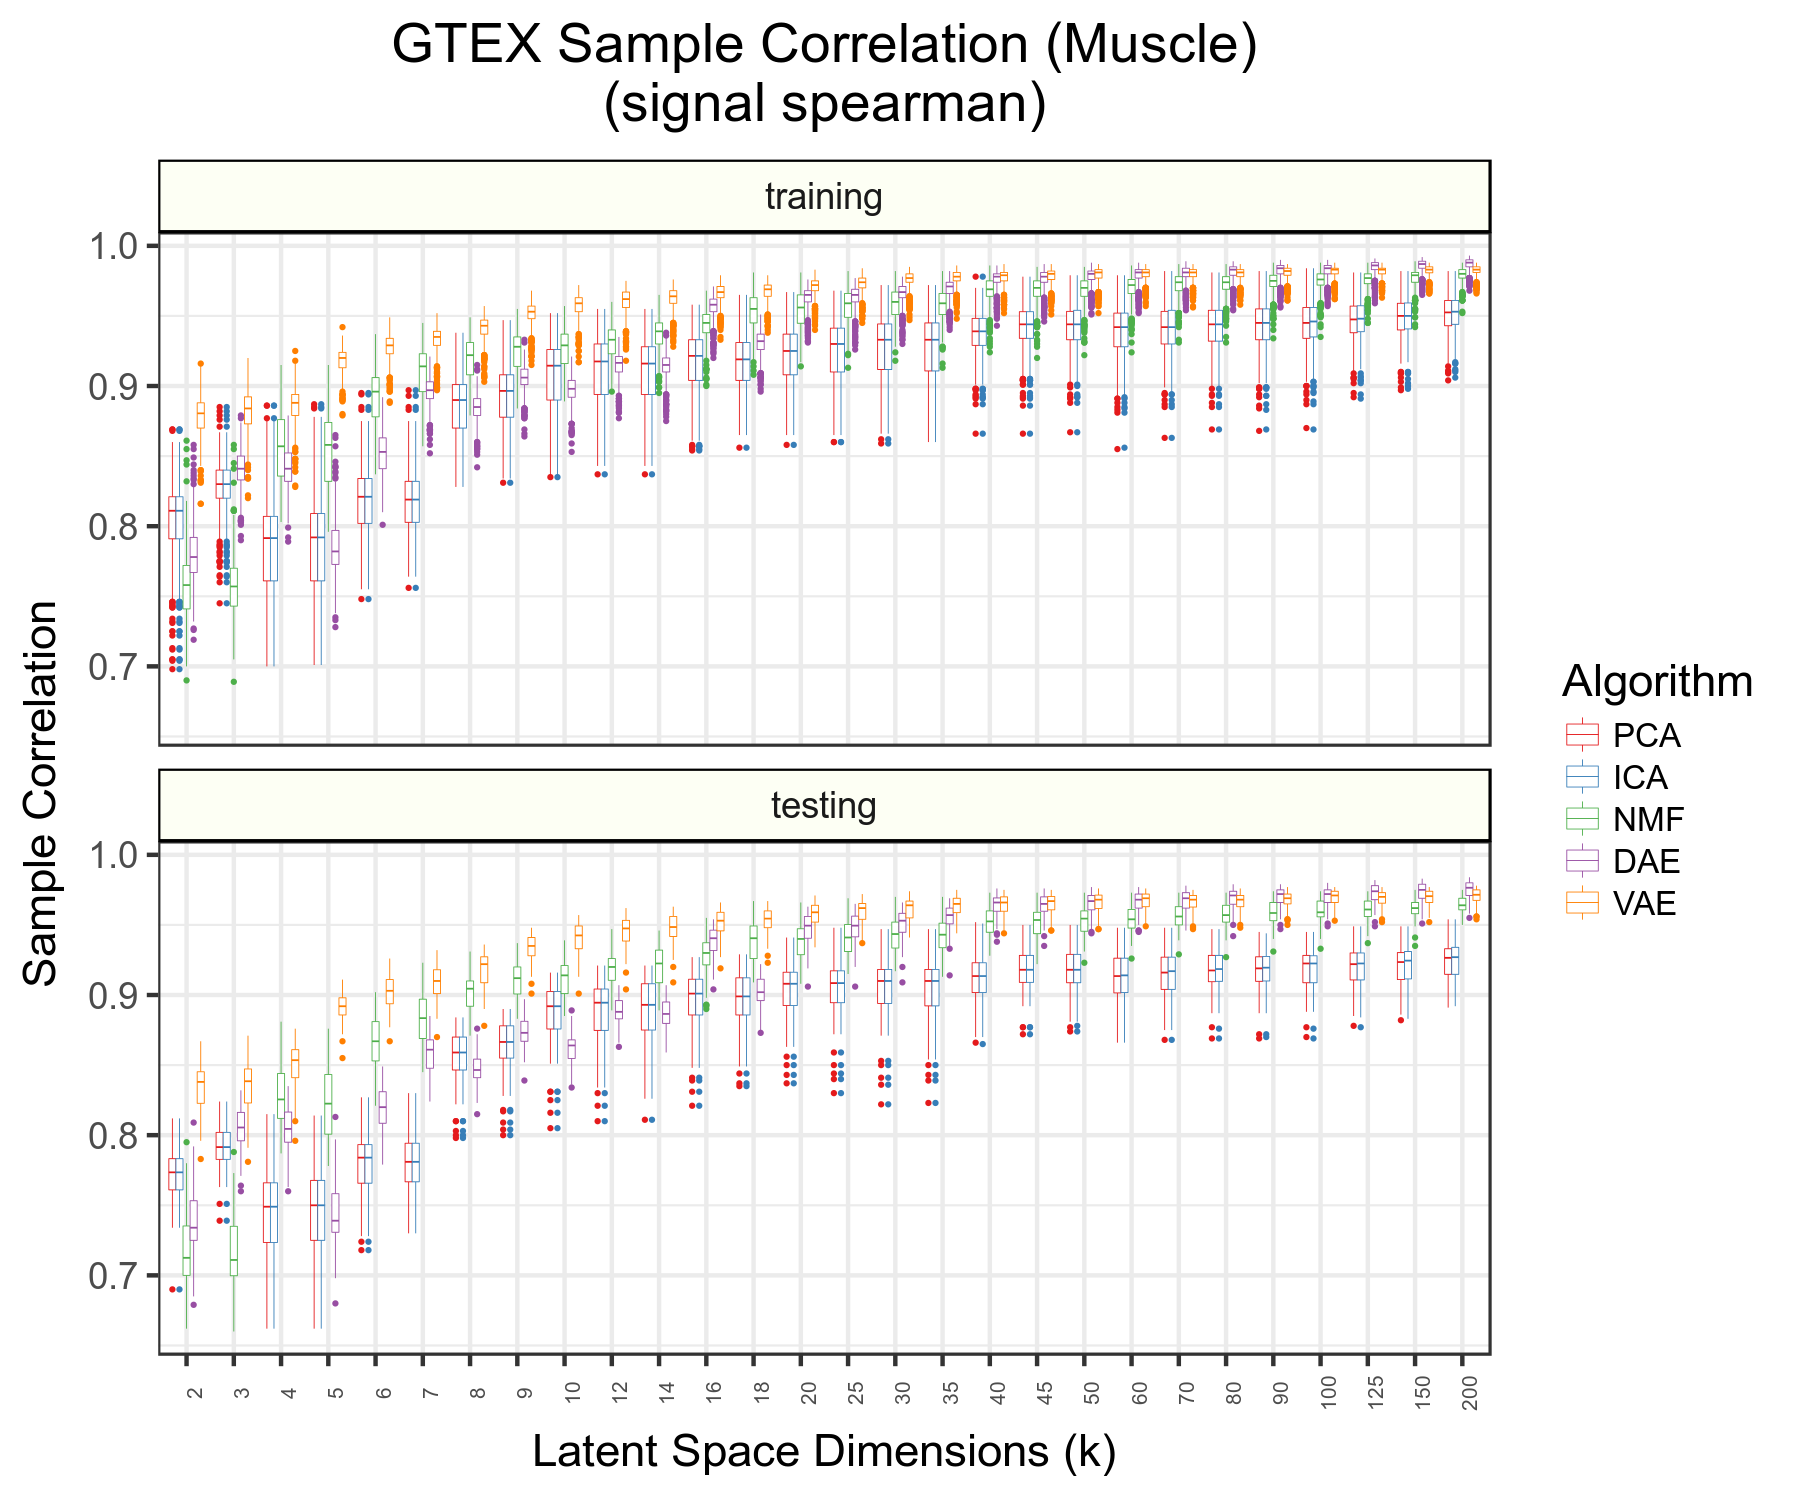 GTEX Sample Correlation (Muscle)
(signal spearman)
training
1.0
0.9
0.8
0.7
Sample Correlation
testing
1.0
0.9
0.8
0.7
2 3 4 5 6 7 8 9 10 12 14 16 18 20 25 30 35 40 45 50 60 70 80 90 100 125 150 200
Latent Space Dimensions (k)
Algorithm
PCA
ICA
NMF
DAE
VAE